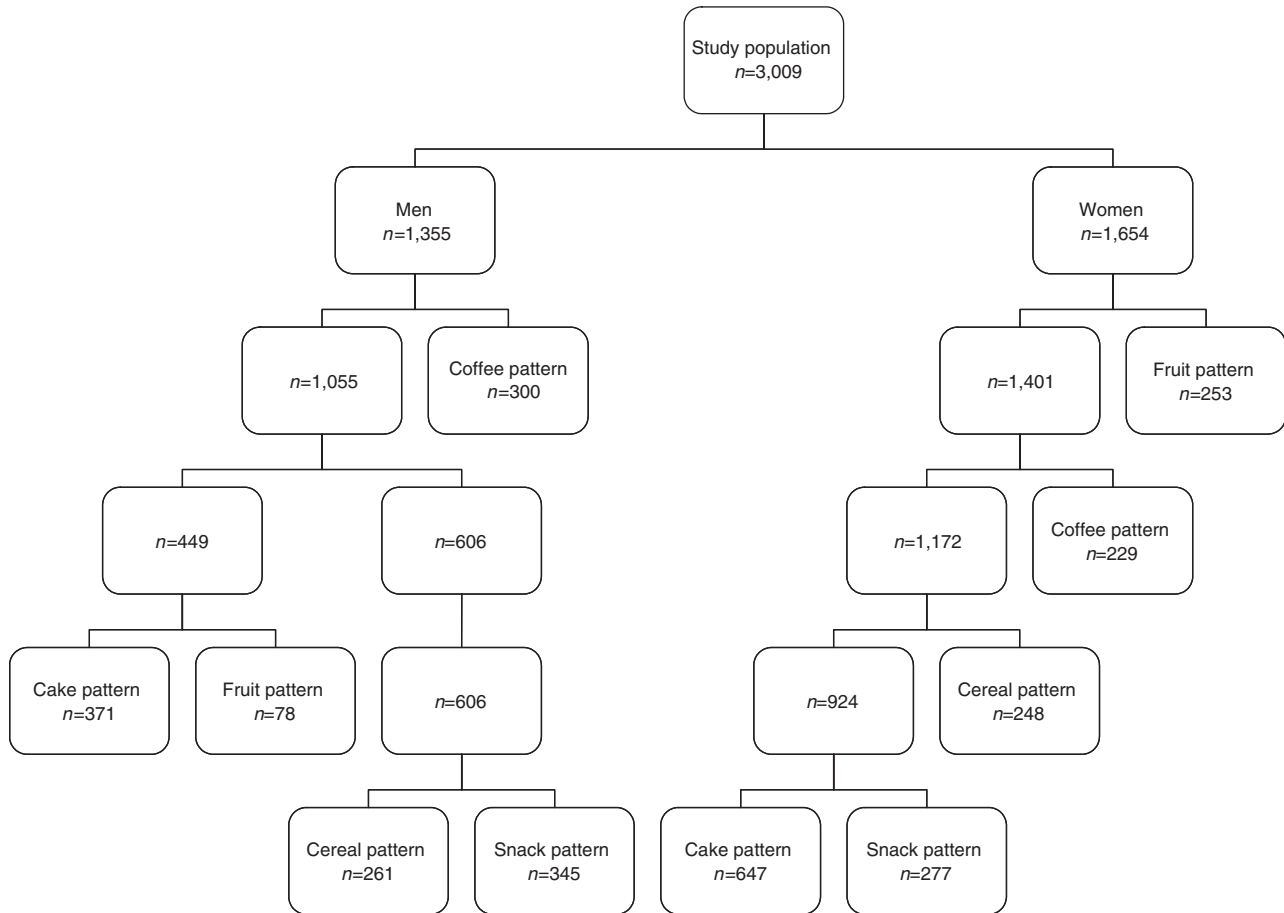 Study population
n=3,009
Men
n=1,355
Women
n=1,654
n=1,055
Coffee pattern
n=300
n=1,401
Fruit pattern
n=253
n=449
n=606
n=1,172
Coffee pattern
n=229
Cake pattern
n=371
Fruit pattern
n=78
n=606
n=924
Cereal pattern
n=248
Cereal pattern
n=261
Snack pattern
n=345
Cake pattern
n=647
Snack pattern
n=277